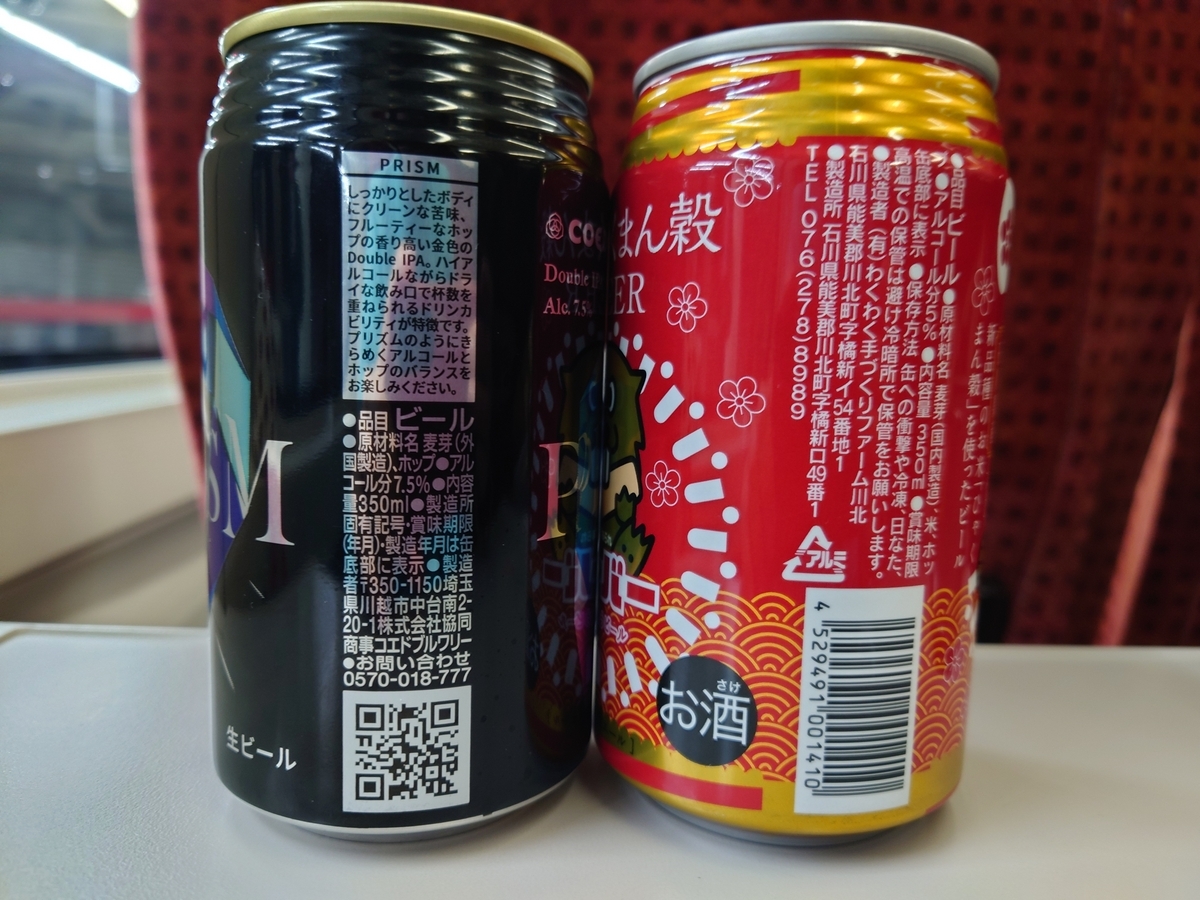 PRISM
しっかりとしたボディ
にクリーンな苦味、
フルーティーなホッ
プの香り高い金色の
Double IPA。ハイア
ルコールながらドラ
イな飲み口で杯数を
重ねられるドリンカ
ビリティが特徴です。
プリズムのようにき
らめくアルコールと
ホップのバランスを
お楽しみください。
●品目 ビール
●原材料名 麦芽(外
国製造)、ホップ●アル
コール分7.5%●内容
量350ml●製造所
固有記号・賞味期限
(年月)・製造年月は缶
底部に表示●製造
者〒350-1150埼玉
県川越市中台南2-
20-1株式会社協同
商事コエドブルワリー
●お問い合わせ
0570-018-777
SM
生ビール
coe
Double
Alc. 7.5%
P
まん穀
ER
バー
ビール
お酒
さけ
まん穀」を使ったビール
●品目 ビール ●原材料名 麦芽(国内製造)、米、ホッ
プ ●アルコール分5% ●内容量 350ml ●賞味期限
缶底部に表示 ●保存方法 缶への衝撃や冷凍、日なた、
高温での保管は避け冷暗所で保管をお願いします。
●製造者 (有)わくわく手づくりファーム川北
石川県能美郡川北町字橘新イ54番地1
●製造所 石川県能美郡川北町字橘新口49番1
TEL 076(278)8989
アルミ
4 529491 001410